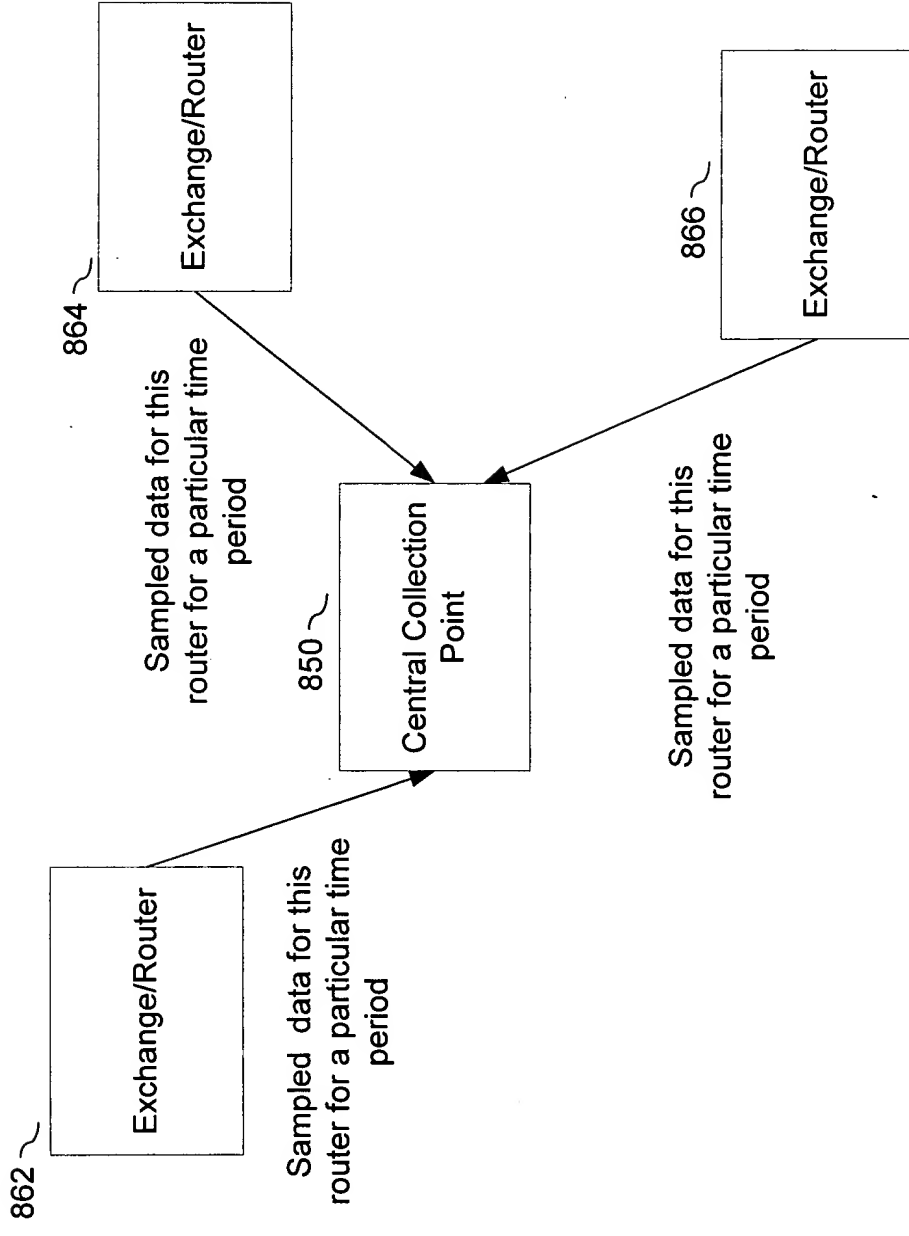 862
Exchange/Router
Sampled data for this
router for a particular time
period
850
Central Collection
Point
864
Exchange/Router
Sampled data for this
router for a particular time
period
866
Exchange/Router
Sampled data for this
router for a particular time
period